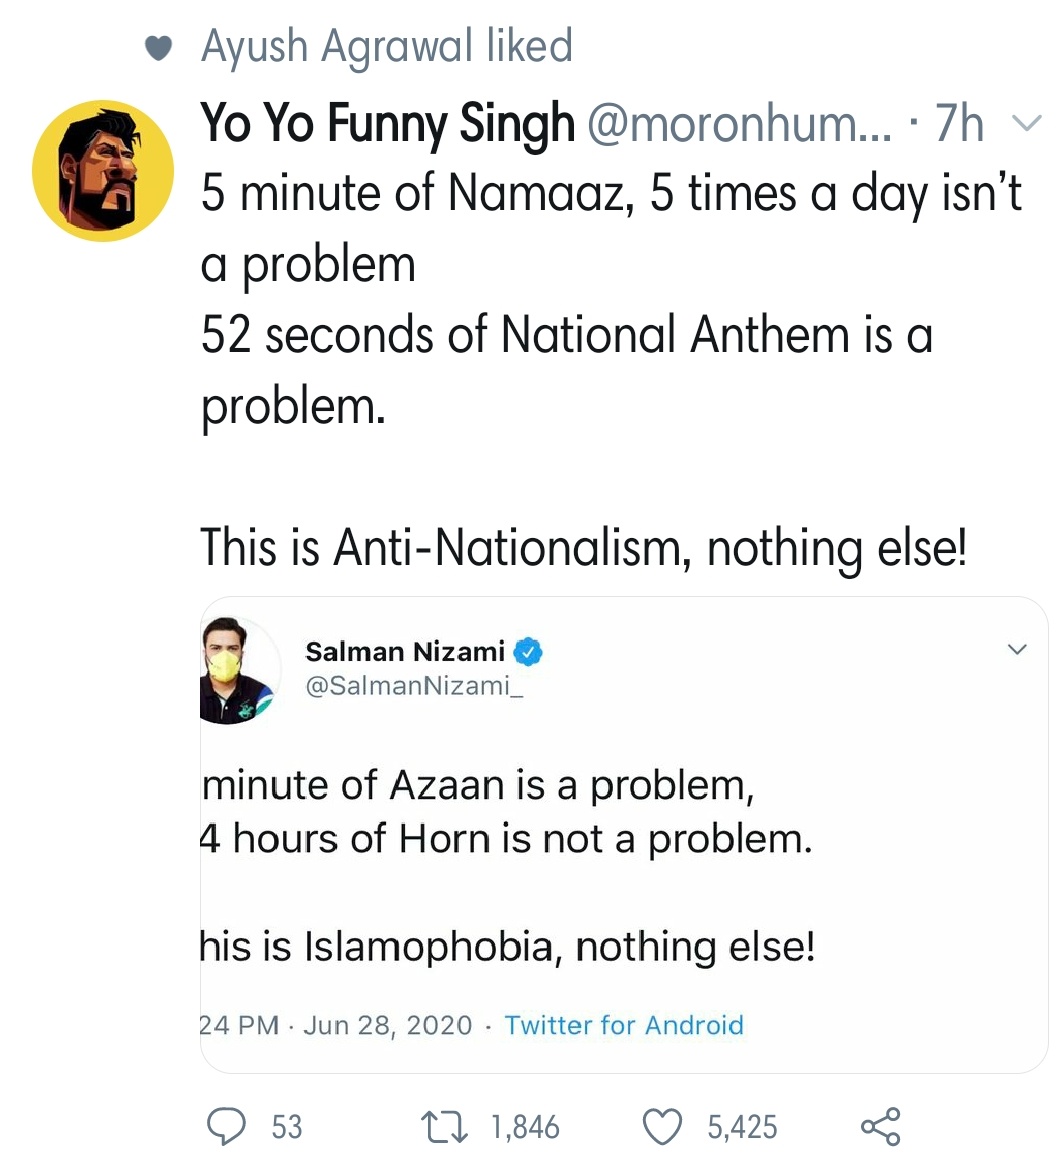 Ayush Agrawal liked
Yo Yo Funny Singh @moronhum... · 7h
5 minute of Namaaz, 5 times a day isn't
a problem
52 seconds of National Anthem is a
problem.
This is Anti-Nationalism, nothing else!
Salman Nizami
@SalmanNizami_
minute of Azaan is a problem,
4 hours of Horn is not a problem.
his is Islamophobia, nothing else!
24 PM · Jun 28, 2020 · Twitter for Android
53 1,846 5,425